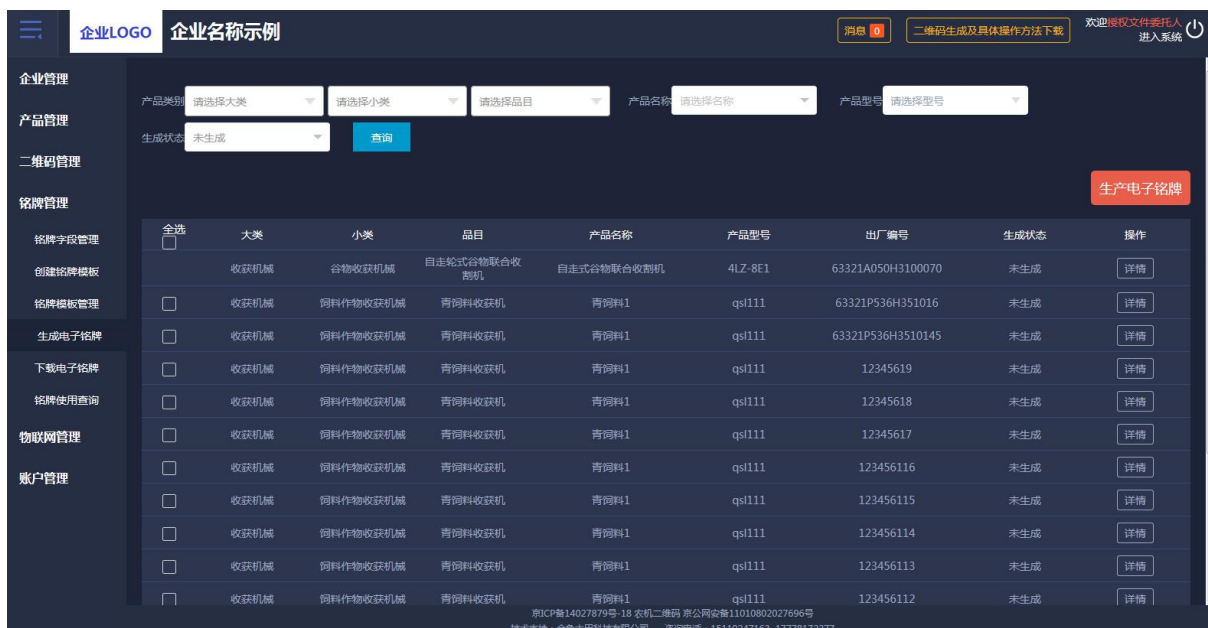 企业LOGO 企业名称示例 消息 0 二维码生成及具体操作方法下载 欢迎授权文件委托人
进入系统
企业管理
产品类别 请选择大类 请选择小类 请选择品目 产品名称 请选择名称 产品型号 请选择型号
产品管理
生成状态 未生成 查询
二维码管理
生产电子铭牌
铭牌管理
全选 大类 小类 品目 产品名称 产品型号 出厂编号 生成状态 操作
铭牌字段管理
收获机械 谷物收获机械 自走轮式谷物联合收割机 自走式谷物联合收割机 4LZ-8E1 63321A050H3100070 未生成 详情
创建铭牌模板
铭牌模板管理 收获机械 饲料作物收获机械 青饲料收获机 青饲料1 qsl111 63321P536H351016 未生成 详情
生成电子铭牌 收获机械 饲料作物收获机械 青饲料收获机 青饲料1 qsl111 63321P536H3510145 未生成 详情
下载电子铭牌 收获机械 饲料作物收获机械 青饲料收获机 青饲料1 qsl111 12345619 未生成 详情
铭牌使用查询 收获机械 饲料作物收获机械 青饲料收获机 青饲料1 qsl111 12345618 未生成 详情
物联网管理 收获机械 饲料作物收获机械 青饲料收获机 青饲料1 qsl111 12345617 未生成 详情
账户管理 收获机械 饲料作物收获机械 青饲料收获机 青饲料1 qsl111 123456116 未生成 详情
收获机械 饲料作物收获机械 青饲料收获机 青饲料1 qsl111 123456115 未生成 详情
收获机械 饲料作物收获机械 青饲料收获机 青饲料1 qsl111 123456114 未生成 详情
收获机械 饲料作物收获机械 青饲料收获机 青饲料1 qsl111 123456113 未生成 详情
收获机械 饲料作物收获机械 青饲料收获机 青饲料1 qsl111 123456112 未生成 详情
京ICP备14027879号-18 农机二维码 京公网安备11010802027696号